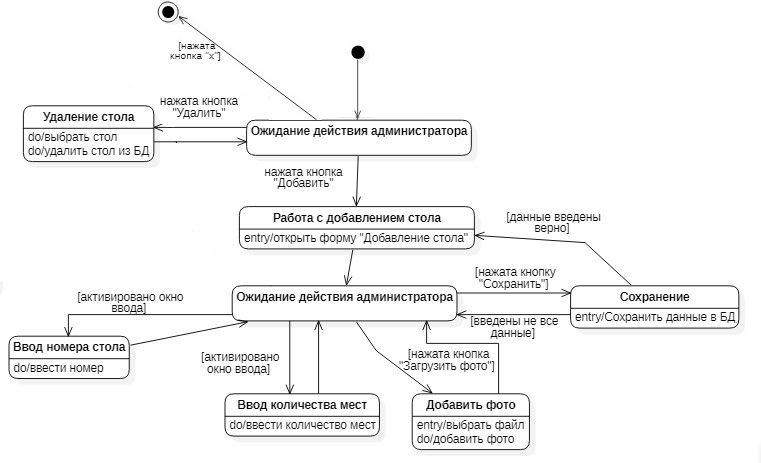 [нажата
кнопка "x"]
нажата кнопка
"Удалить"
Удаление стола
do/выбрать стол
do/удалить стол из БД
Ожидание действия администратора
нажата кнопка
"Добавить"
Работа с добавлением стола
entry/открыть форму "Добавление стола"
[данные введены
верно]
[нажата кнопку
"Сохранить"]
Ожидание действия администратора
Сохранение
entry/Сохранить данные в БД
[активировано окно
ввода]
[введены не все
данные]
Ввод номера стола
do/ввести номер
[активировано
окно ввода]
[нажата кнопка
"Загрузить фото"]
Ввод количества мест
do/ввести количество мест
Добавить фото
entry/выбрать файл
do/добавить фото